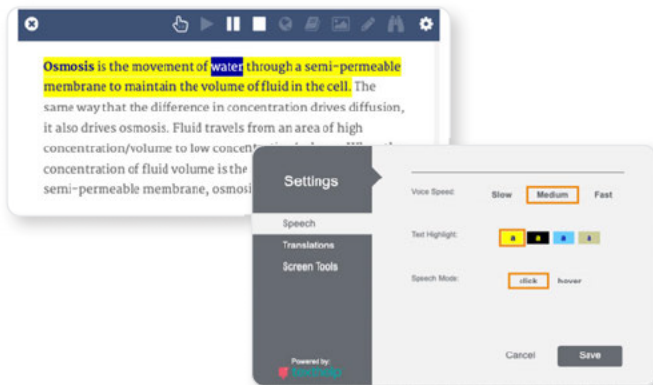 Osmosis is the movement of water through a semi-permeable
membrane to maintain the volume of fluid in the cell. The
same way that the difference in concentration drives diffusion,
it also drives osmosis. Fluid travels from an area of high
concentration/volume to low
concentration of fluid volume is the
semi-permeable membrane,
Settings
Speech
Translations
Screen Tools
Powered by:
texthelp
Voice Speed: Slow Medium Fast
Text Highlight: a a a a
Speech Mode: click hover
Cancel Save